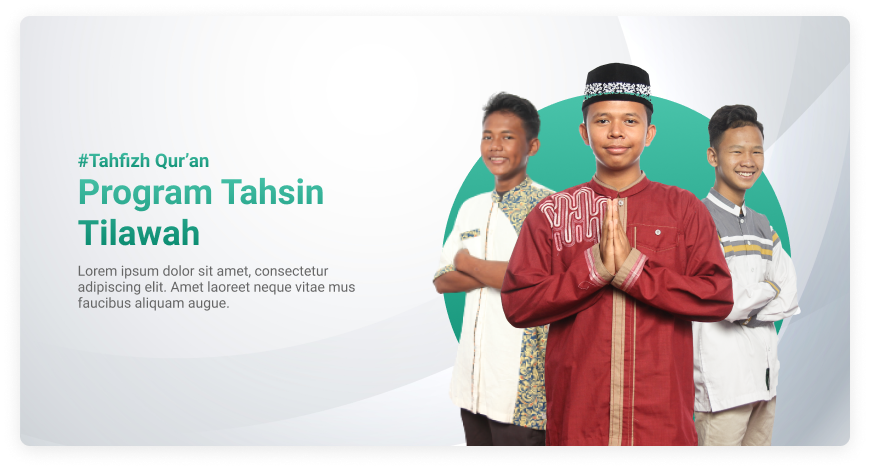 #Tahfizh Qur’an
Program Tahsin
Tilawah
Lorem ipsum dolor sit amet, consectetur
adipiscing elit. Amet laoreet neque vitae mus
faucibus aliquam augue.